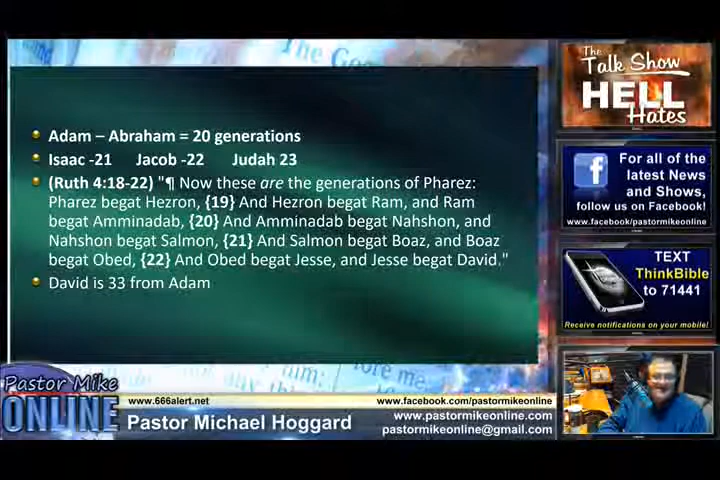 Adam – Abraham = 20 generations
Isaac -21 Jacob -22 Judah 23
(Ruth 4:18-22) "¶ Now these are the generations of Pharez:
Pharez begat Hezron, {19} And Hezron begat Ram, and Ram
begat Amminadab, {20} And Amminadab begat Nahshon, and
Nahshon begat Salmon, {21} And Salmon begat Boaz, and Boaz
begat Obed, {22} And Obed begat Jesse, and Jesse begat David."
David is 33 from Adam
The
Talk Show
HELL
Hates
For all of the
latest News
and Shows,
follow us on Facebook!
www.facebook/pastormikeonline
TEXT
ThinkBible
to 71441
Receive notifications on your mobile!
Pastor Mike
ONLINE
www.666alert.net
www.facebook.com/pastormikeonline
Pastor Michael Hoggard
www.pastormikeonline.com
pastormikeonline@gmail.com